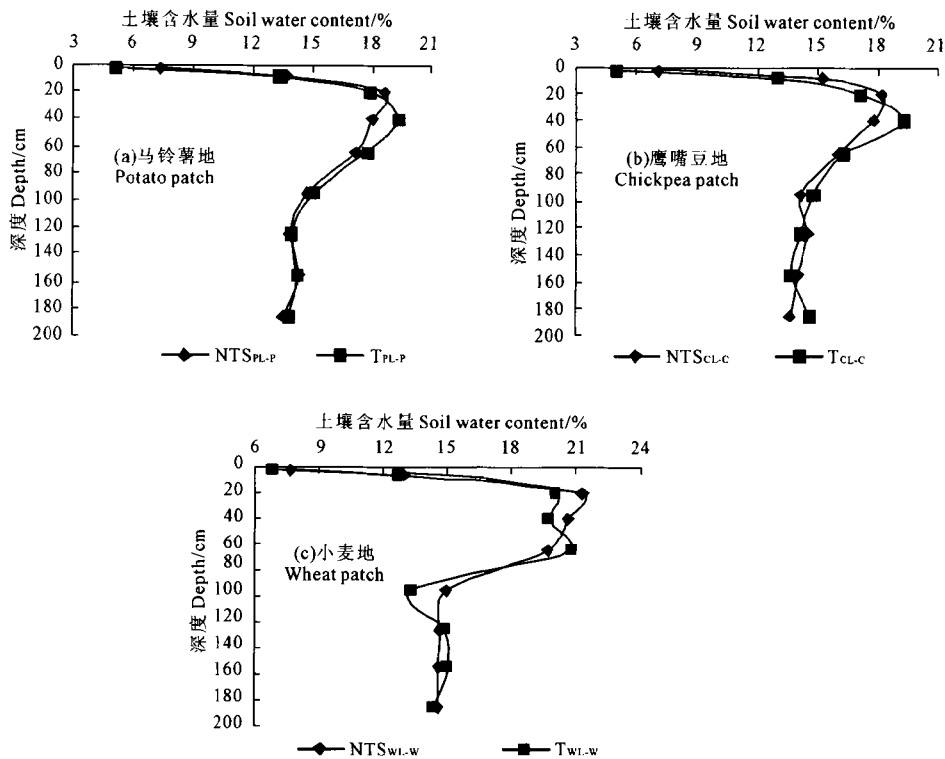 土壤含水量 Soil water content/%
3 6 9 12 15 18 21
0
20
40
60
80
100
120
140
160
180
200
深度 Depth/cm
(a)马铃薯地
Potato patch
NTSPL-P TPL-P
土壤含水量 Soil water content/%
3 6 9 12 15 18 21
0
20
40
60
80
100
120
140
160
180
200
深度 Depth/cm
(b)鹰嘴豆地
Chickpea patch
NTSCL-C TCL-C
土壤含水量 Soil water content/%
6 9 12 15 18 21 24
0
20
40
60
80
100
120
140
160
180
200
深度 Depth/cm
(c)小麦地
Wheat patch
NTSWL-W TWL-W